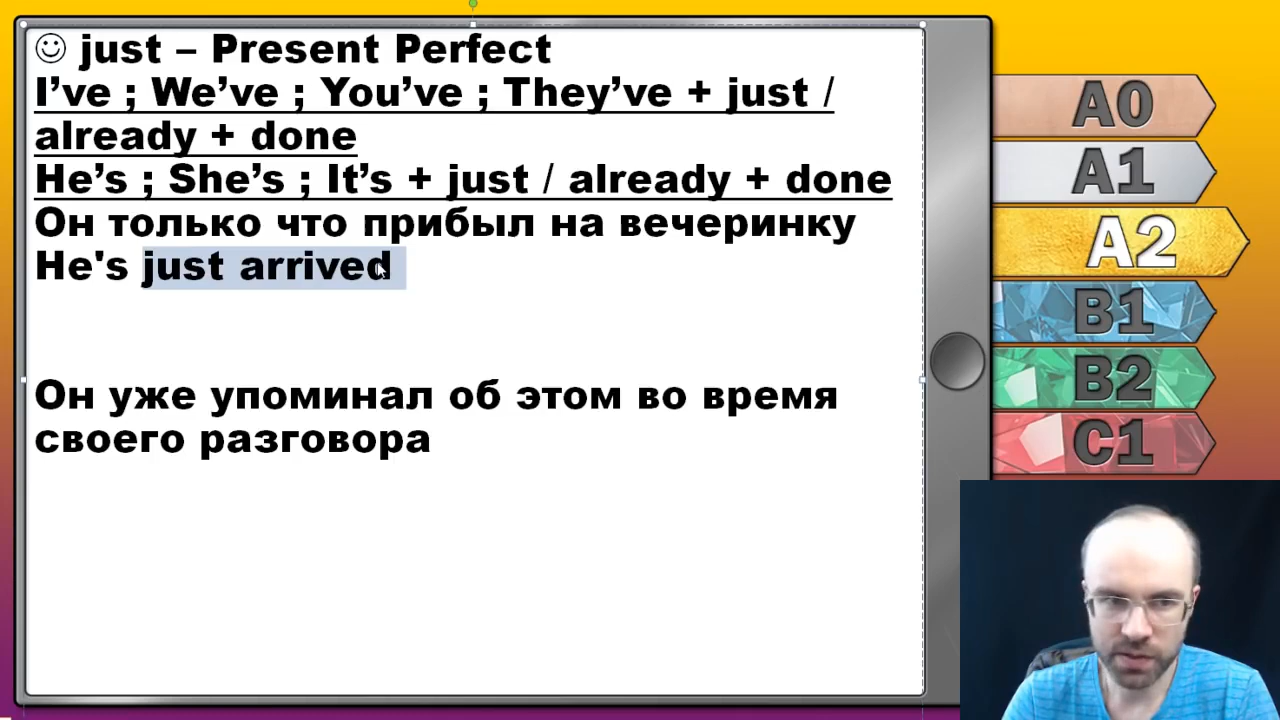 ☺ just – Present Perfect
I’ve ; We’ve ; You’ve ; They’ve + just /
already + done
He’s ; She’s ; It’s + just / already + done
Он только что прибыл на вечеринку
He's just arrived
Он уже упоминал об этом во время
своего разговора
A0
A1
A2
B1
B2
C1